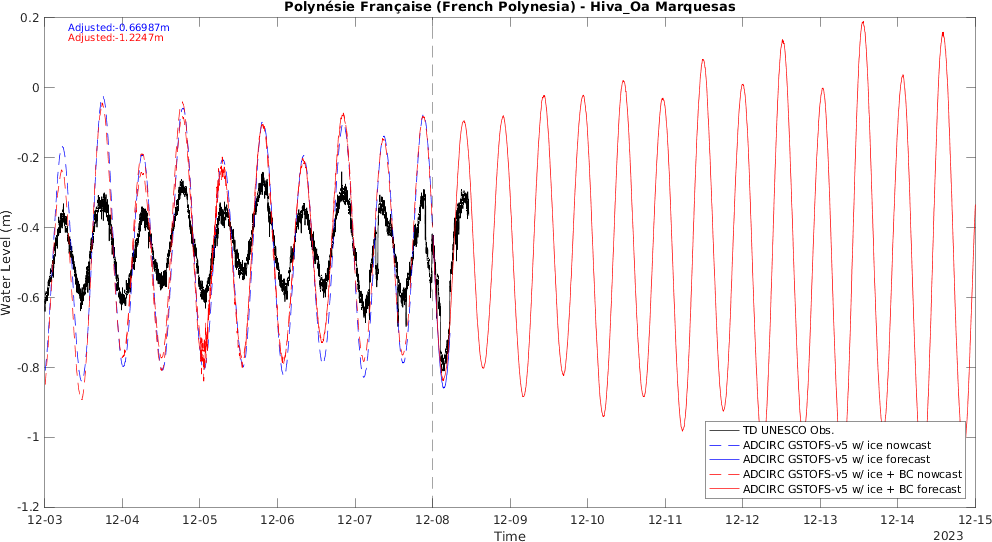 Polynésie Française (French Polynesia) - Hiva_Oa Marquesas
Adjusted:-0.66987m
Adjusted:-1.2247m
Water Level (m)
0.2
0
-0.2
-0.4
-0.6
-0.8
-1
-1.2
TD UNESCO Obs.
ADCIRC GSTOFS-v5 w/ ice nowcast
ADCIRC GSTOFS-v5 w/ ice forecast
ADCIRC GSTOFS-v5 w/ ice + BC nowcast
ADCIRC GSTOFS-v5 w/ ice + BC forecast
12-03 12-04 12-05 12-06 12-07 12-08 12-09 12-10 12-11 12-12 12-13 12-14 12-15
Time
2023